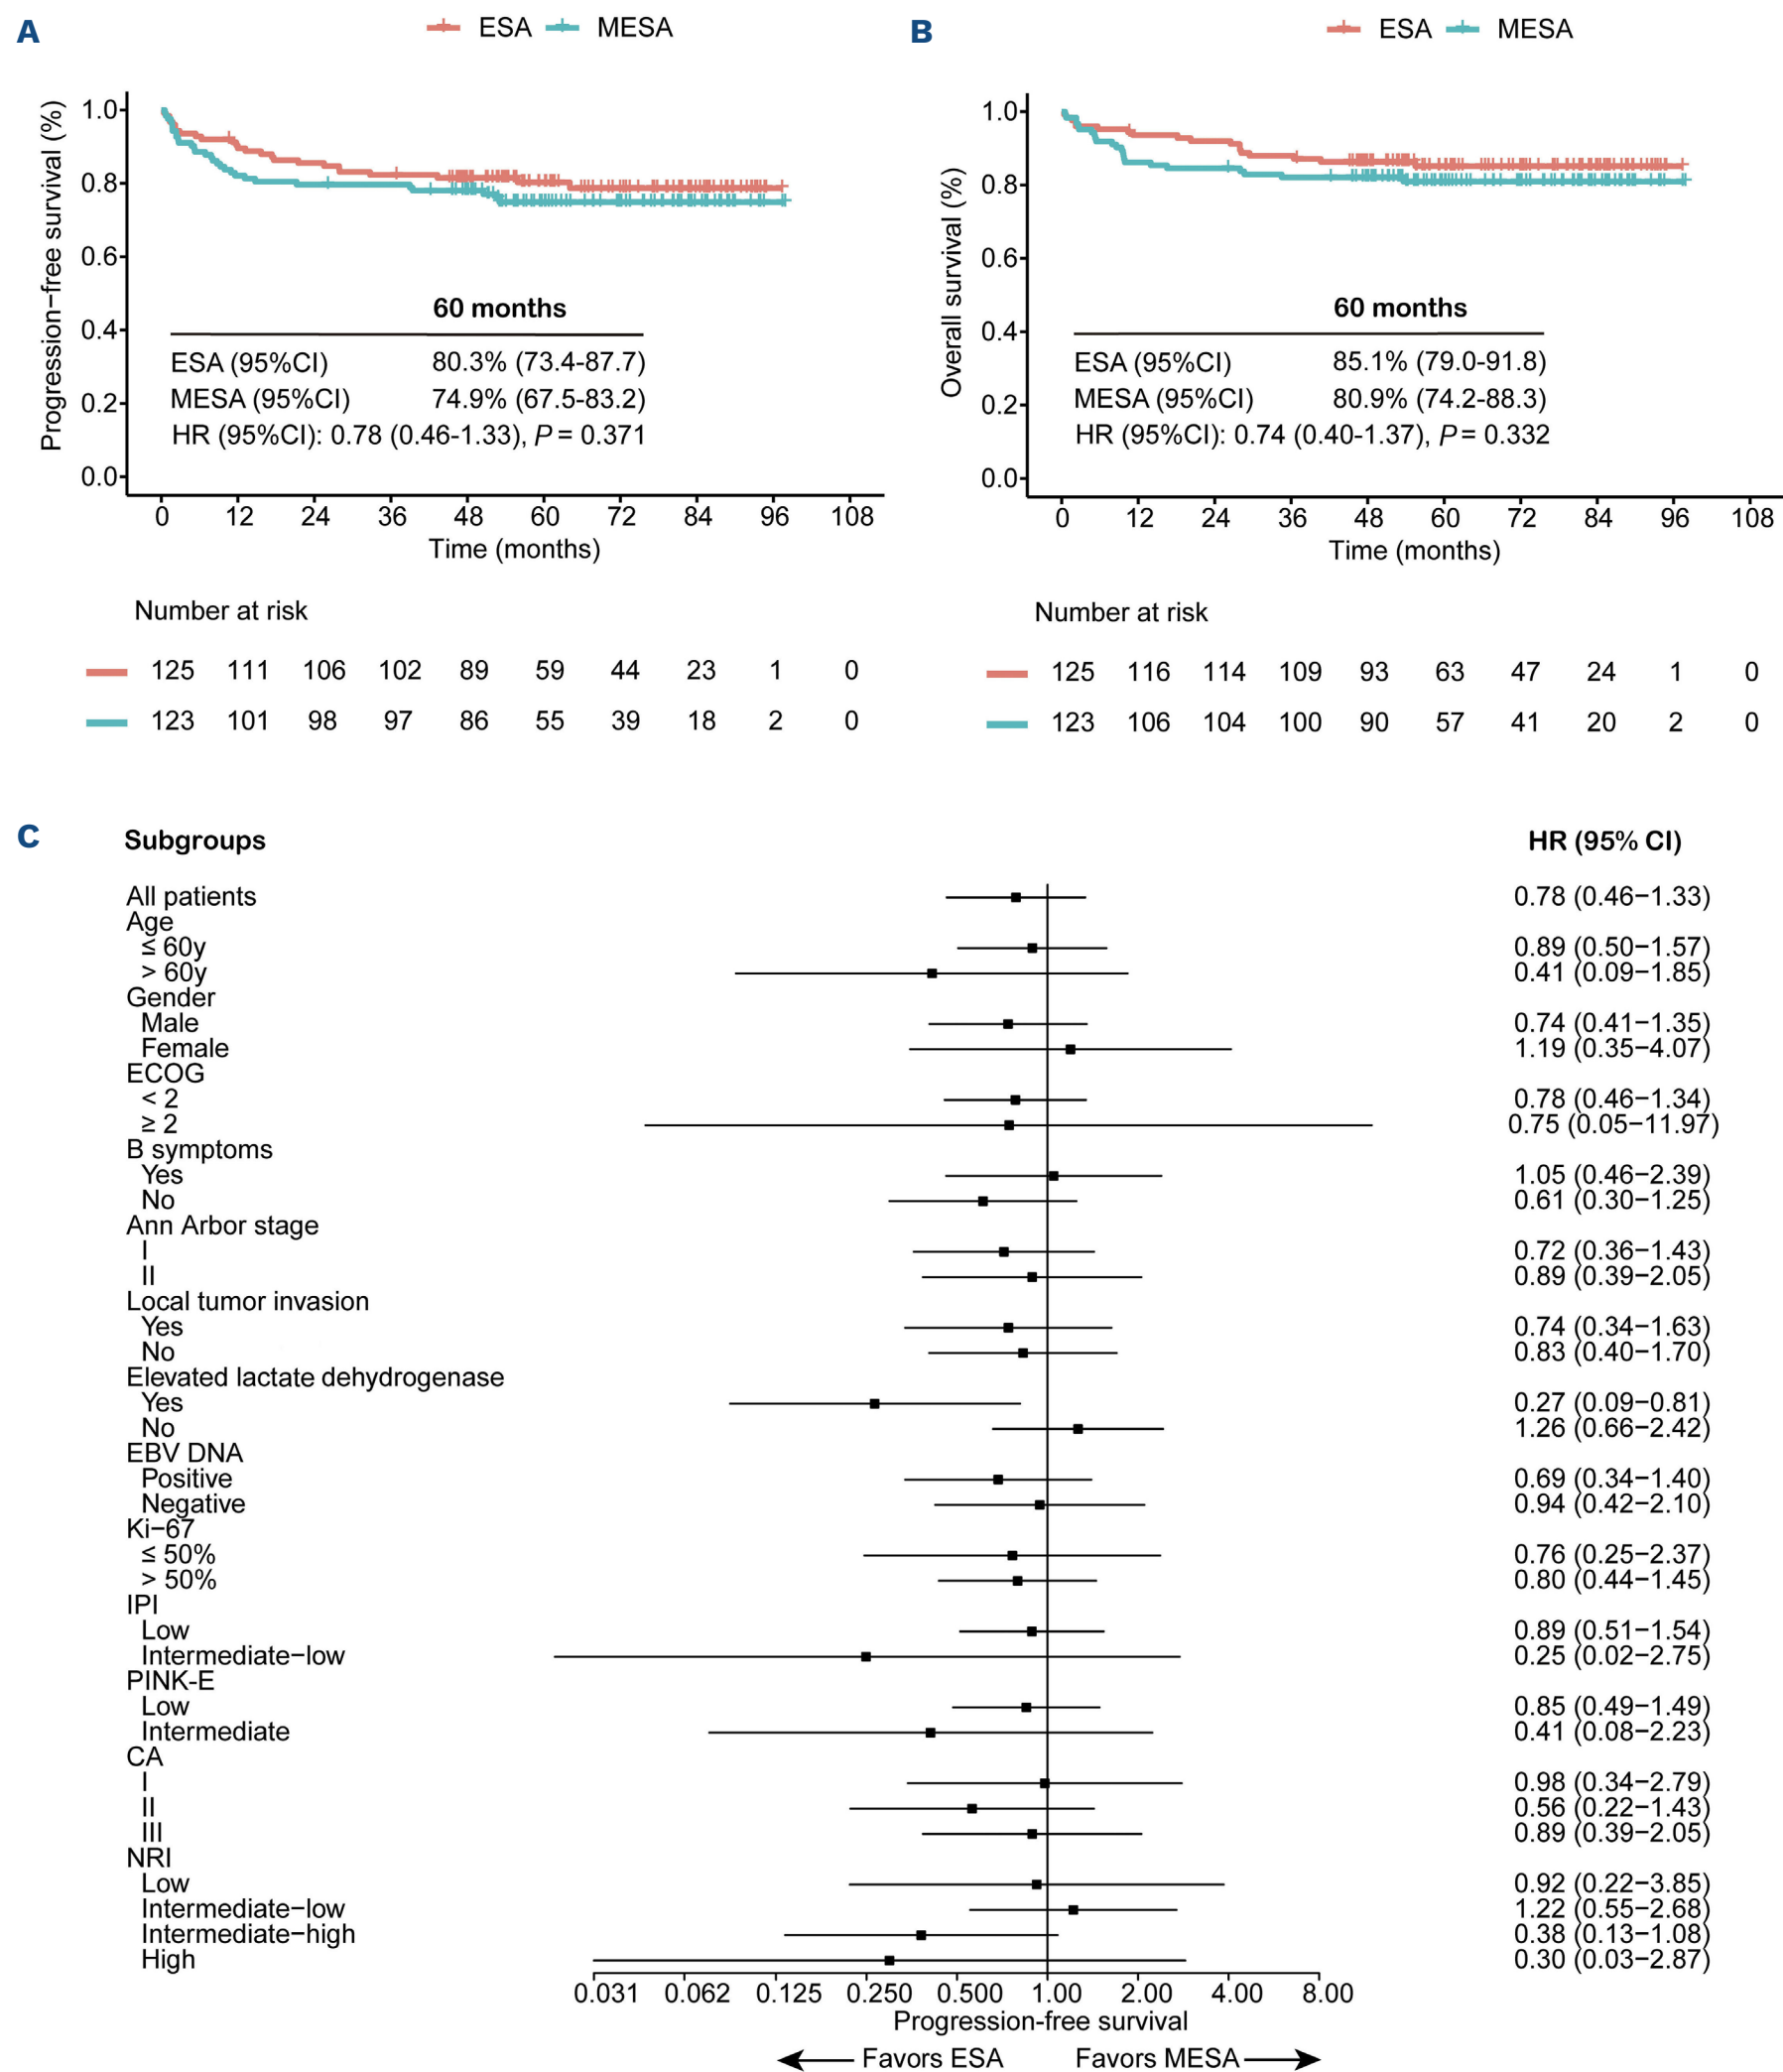 A
ESA MESA
Progression−free survival (%)
1.0
0.8
0.6
0.4
0.2
0.0
60 months
ESA (95%CI) 80.3% (73.4-87.7)
MESA (95%CI) 74.9% (67.5-83.2)
HR (95%CI): 0.78 (0.46-1.33), P = 0.371
0 12 24 36 48 60 72 84 96 108
Time (months)
Number at risk
125 111 106 102 89 59 44 23 1 0
123 101 98 97 86 55 39 18 2 0
B
ESA MESA
Overall survival (%)
1.0
0.8
0.6
0.4
0.2
0.0
60 months
ESA (95%CI) 85.1% (79.0-91.8)
MESA (95%CI) 80.9% (74.2-88.3)
HR (95%CI): 0.74 (0.40-1.37), P = 0.332
0 12 24 36 48 60 72 84 96 108
Time (months)
Number at risk
125 116 114 109 93 63 47 24 1 0
123 106 104 100 90 57 41 20 2 0
C
Subgroups HR (95% CI)
All patients 0.78 (0.46−1.33)
Age
≤ 60y 0.89 (0.50−1.57)
> 60y 0.41 (0.09−1.85)
Gender
Male 0.74 (0.41−1.35)
Female 1.19 (0.35−4.07)
ECOG
< 2 0.78 (0.46−1.34)
≥ 2 0.75 (0.05−11.97)
B symptoms
Yes 1.05 (0.46−2.39)
No 0.61 (0.30−1.25)
Ann Arbor stage
I 0.72 (0.36−1.43)
II 0.89 (0.39−2.05)
Local tumor invasion
Yes 0.74 (0.34−1.63)
No 0.83 (0.40−1.70)
Elevated lactate dehydrogenase
Yes 0.27 (0.09−0.81)
No 1.26 (0.66−2.42)
EBV DNA
Positive 0.69 (0.34−1.40)
Negative 0.94 (0.42−2.10)
Ki−67
≤ 50% 0.76 (0.25−2.37)
> 50% 0.80 (0.44−1.45)
IPI
Low 0.89 (0.51−1.54)
Intermediate−low 0.25 (0.02−2.75)
PINK-E
Low 0.85 (0.49−1.49)
Intermediate 0.41 (0.08−2.23)
CA
I 0.98 (0.34−2.79)
II 0.56 (0.22−1.43)
III 0.89 (0.39−2.05)
NRI
Low 0.92 (0.22−3.85)
Intermediate−low 1.22 (0.55−2.68)
Intermediate−high 0.38 (0.13−1.08)
High 0.30 (0.03−2.87)
0.031 0.062 0.125 0.250 0.500 1.00 2.00 4.00 8.00
Progression-free survival
Favors ESA Favors MESA